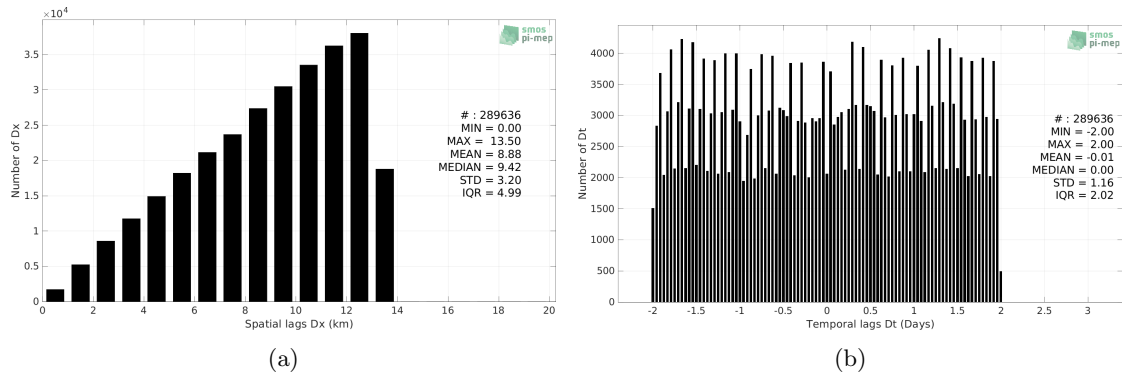 ×10⁴
3.5
3
2.5
2
1.5
1
0.5
0
Number of Dx
0 2 4 6 8 10 12 14 16 18 20
Spatial lags Dx (km)
smos
pi-mep
# : 289636
MIN = 0.00
MAX = 13.50
MEAN = 8.88
MEDIAN = 9.42
STD = 3.20
IQR = 4.99
(a)
4000
3500
3000
2500
2000
1500
1000
500
0
Number of Dt
-2 -1.5 -1 -0.5 0 0.5 1 1.5 2 2.5 3
Temporal lags Dt (Days)
smos
pi-mep
# : 289636
MIN = -2.00
MAX = 2.00
MEAN = -0.01
MEDIAN = 0.00
STD = 1.16
IQR = 2.02
(b)